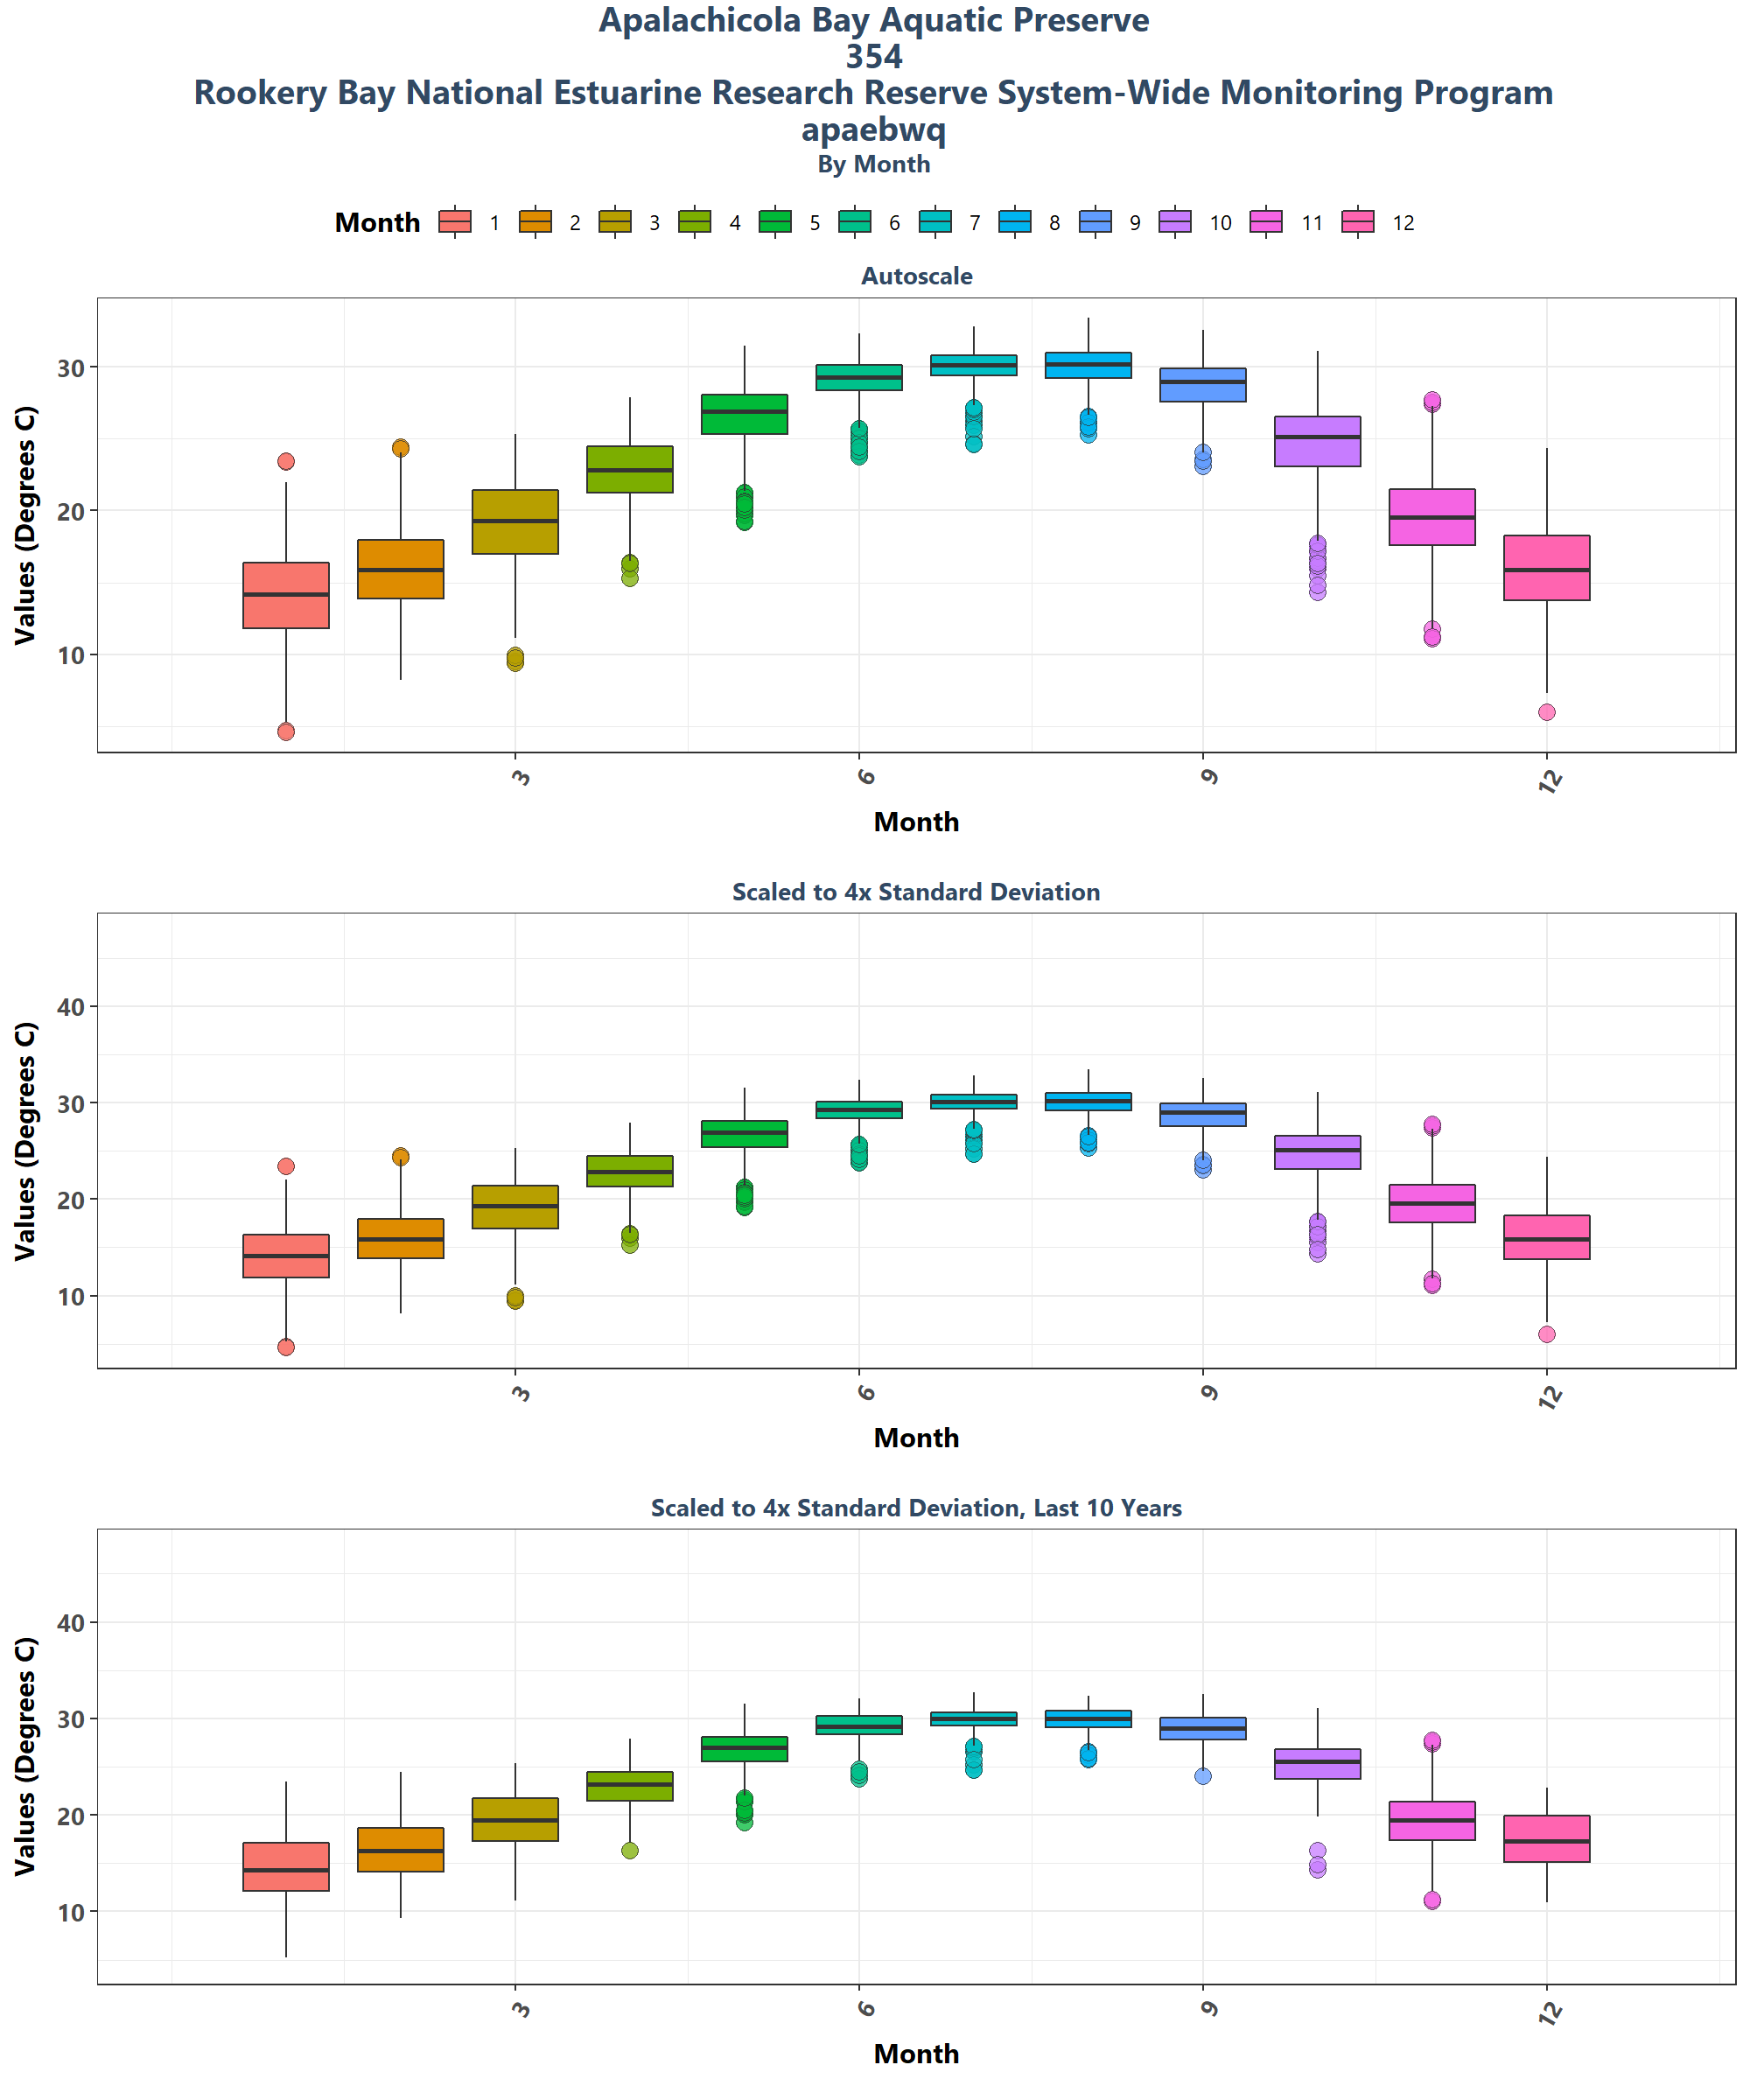 Apalachicola Bay Aquatic Preserve
354
Rookery Bay National Estuarine Research Reserve System-Wide Monitoring Program
apaebwq
By Month
Month 1 2 3 4 5 6 7 8 9 10 11 12
Autoscale
Values (Degrees C)
30
20
10
3 6 9 12
Month
Scaled to 4x Standard Deviation
Values (Degrees C)
40
30
20
10
3 6 9 12
Month
Scaled to 4x Standard Deviation, Last 10 Years
Values (Degrees C)
40
30
20
10
3 6 9 12
Month